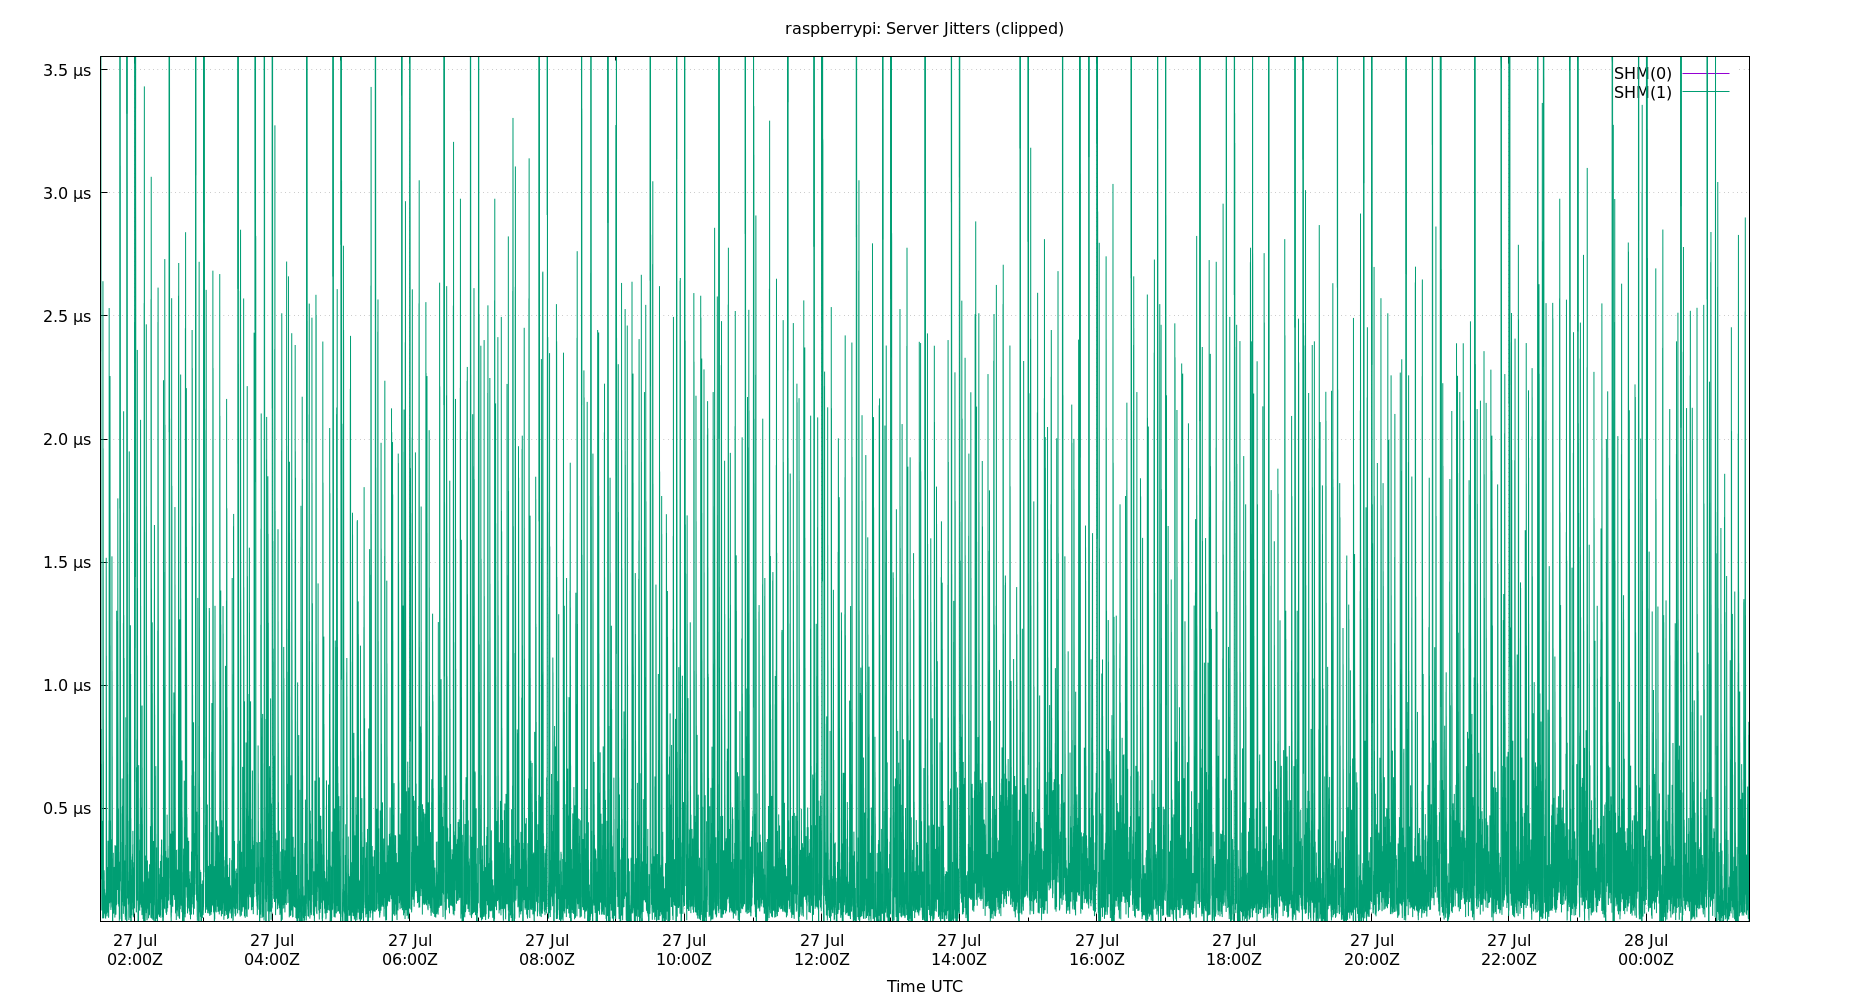 raspberrypi: Server Jitters (clipped)
3.5 µs
SHM(0)
SHM(1)
3.0 µs
2.5 µs
2.0 µs
1.5 µs
1.0 µs
0.5 µs
27 Jul 27 Jul 27 Jul 27 Jul 27 Jul 27 Jul 27 Jul 27 Jul 27 Jul 27 Jul 27 Jul 28 Jul
02:00Z 04:00Z 06:00Z 08:00Z 10:00Z 12:00Z 14:00Z 16:00Z 18:00Z 20:00Z 22:00Z 00:00Z
Time UTC